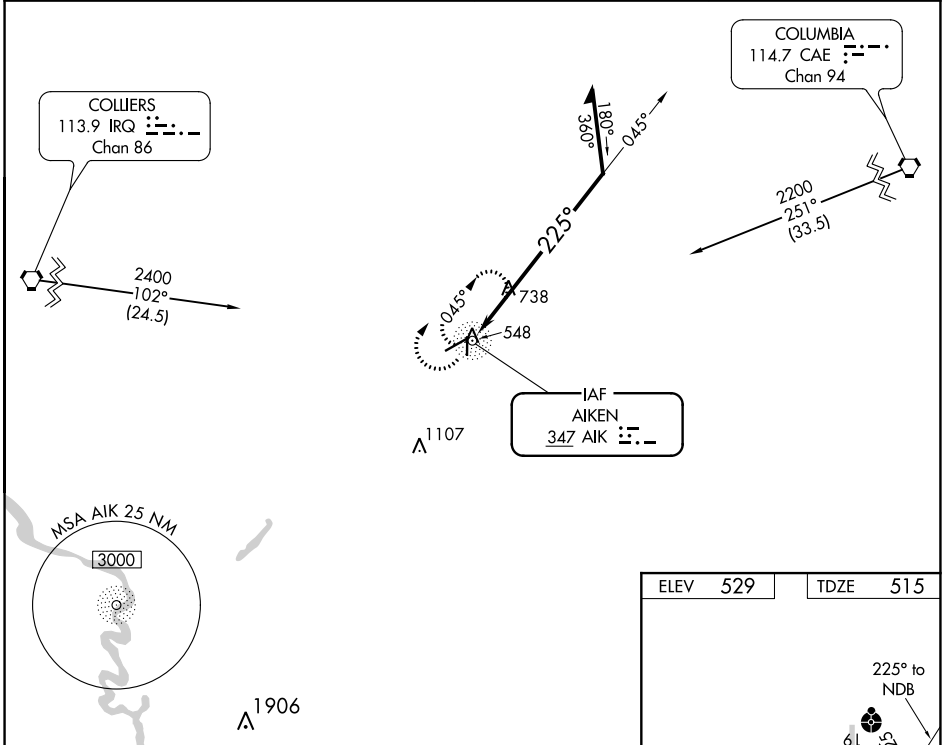 COLUMBIA
114.7 CAE
Chan 94
COLLIERS
113.9 IRQ
Chan 86
180°
360°
045°
2200
251°
(33.5)
225°
2400
102°
(24.5)
045°
738
548
IAF
AIKEN
347 AIK
1107
MSA AIK 25 NM
3000
ELEV 529
TDZE 515
225° to
NDB
1906